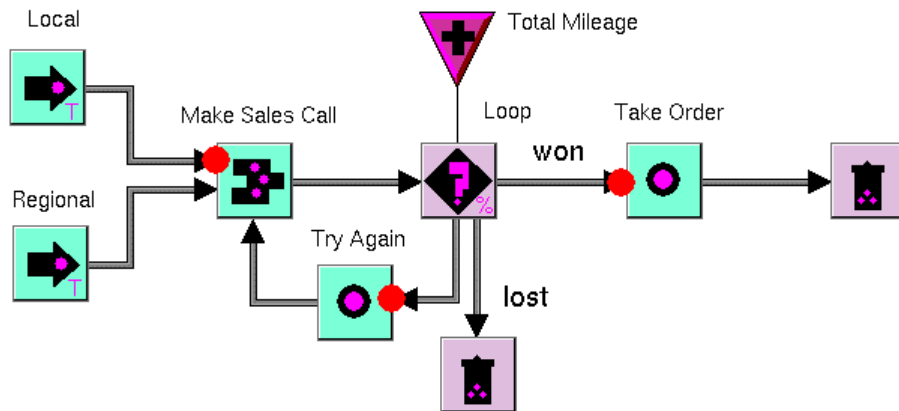 Local
Total Mileage
Make Sales Call
Loop
Take Order
T
won
Regional
?
%
Try Again
T
lost